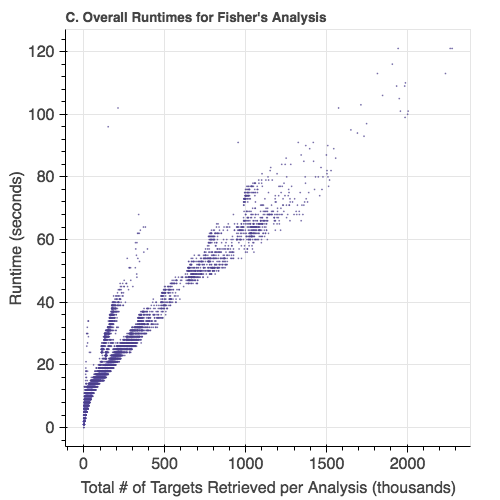 C. Overall Runtimes for Fisher's Analysis
120
100
80
60
40
20
0
Runtime (seconds)
0 500 1000 1500 2000
Total # of Targets Retrieved per Analysis (thousands)